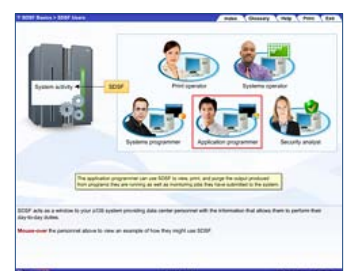 SDSF Basics > SDSF Users
Index Glossary Help Print Exit
System activity
SDSF
Print operator
Systems operator
Systems programmer
Application programmer
Security analyst
The application programmer can use SDSF to view, print, and purge the output produced
from programs they are running as well as monitoring jobs they have submitted to the system.
SDSF acts as a window to your z/OS system providing data center personnel with the information that allows them to perform their
day-to-day duties.
Mouse-over the personnel above to view an example of how they might use SDSF.